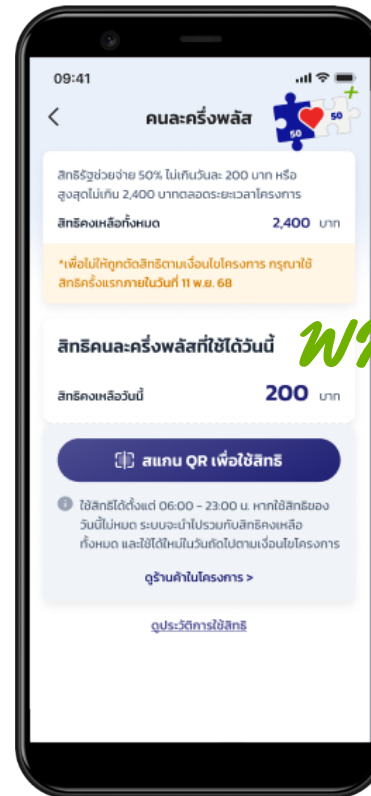 09:41
คนละครึ่งพลัส
50
50
สิทธิรัฐช่วยจ่าย 50% ไม่เกินวันละ 200 บาท หรือ
สูงสุดไม่เกิน 2,400 บาทตลอดระยะเวลาโครงการ
สิทธิคงเหลือทั้งหมด 2,400 บาท
*เพื่อไม่ให้ถูกตัดสิทธิตามเงื่อนไขโครงการ กรุณาใช้
สิทธิครั้งแรกภายในวันที่ 11 พ.ย. 68
สิทธิคนละครึ่งพลัสที่ใช้ได้วันนี้
สิทธิคงเหลือวันนี้ 200 บาท
สแกน QR เพื่อใช้สิทธิ
ใช้สิทธิได้ตั้งแต่ 06:00 - 23:00 น. หากใช้สิทธิของ
วันนี้ไม่หมด ระบบจะนำไปรวมกับสิทธิคงเหลือ
ทั้งหมด และใช้ได้ใหม่ในวันถัดไปตามเงื่อนไขโครงการ
ดูร้านค้าในโครงการ >
ดูประวัติการใช้สิทธิ